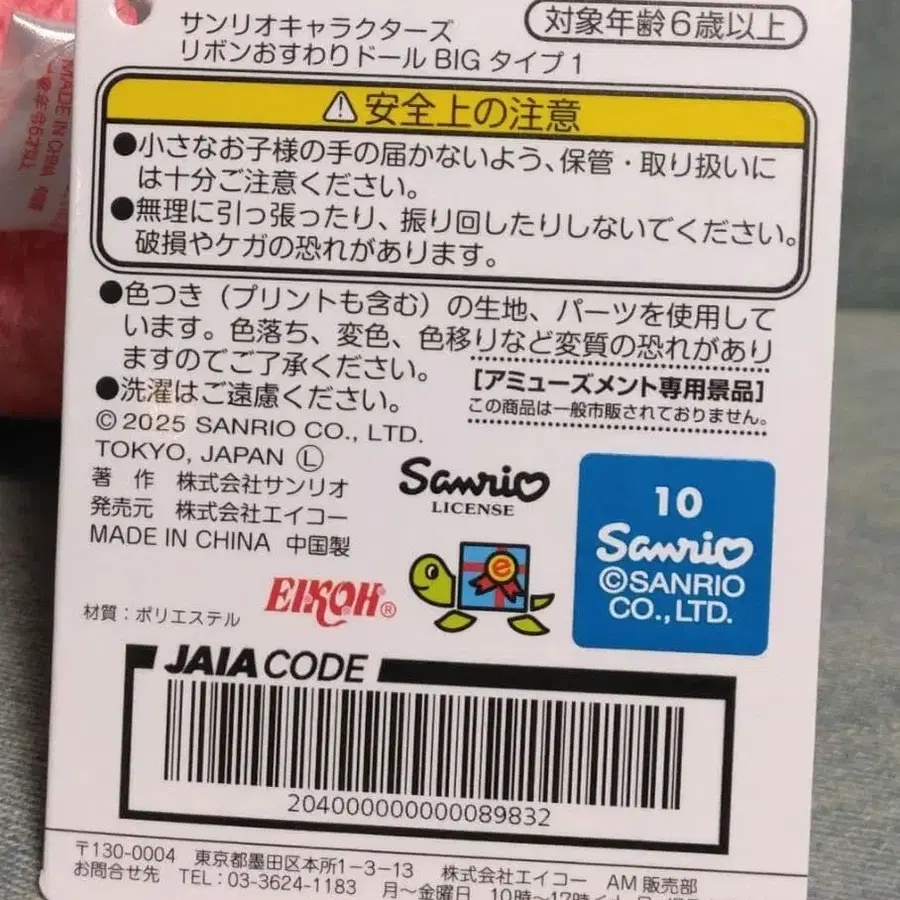 サンリオキャラクターズ
リボンおすわりドール BIG タイプ1
対象年齢6歳以上
⚠安全上の注意
●小さなお子様の手の届かないよう、保管・取り扱いに
は十分ご注意ください。
●無理に引っ張ったり、振り回したりしないでください。
破損やケガの恐れがあります。
●色つき(プリントも含む)の生地、パーツを使用して
います。色落ち、変色、色移りなど変質の恐れがあり
ますのでご了承ください。
●洗濯はご遠慮ください。
[アミューズメント専用景品]
この商品は一般市販されておりません。
© 2025 SANRIO CO., LTD.
TOKYO, JAPAN Ⓛ
著 作 株式会社サンリオ
発売元 株式会社エイコー
MADE IN CHINA 中国製
Sanrio
LICENSE
10
Sanrio
©SANRIO
CO., LTD.
材質:ポリエステル
EIKOH®
e
JAIA CODE
2040000000000089832
〒130-0004 東京都墨田区本所1-3-13 株式会社エイコー AM販売部
お問合せ先 TEL:03-3624-1183 月~金曜日 10時~17時
MADE IN CHINA